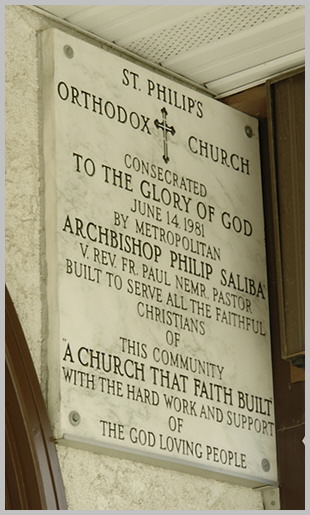 ST. PHILIP'S
ORTHODOX CHURCH
CONSECRATED
TO THE GLORY OF GOD
JUNE 14, 1981
BY METROPOLITAN
ARCHBISHOP PHILIP SALIBA
V. REV. FR. PAUL NEMR. PASTOR
BUILT TO SERVE ALL THE FAITHFUL
CHRISTIANS
OF
THIS COMMUNITY
"A CHURCH THAT FAITH BUILT
WITH THE HARD WORK AND SUPPORT
OF
THE GOD LOVING PEOPLE